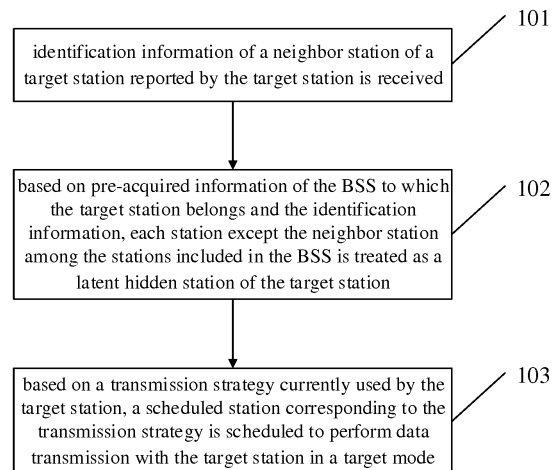 101
identification information of a neighbor station of a
target station reported by the target station is received
102
based on pre-acquired information of the BSS to which
the target station belongs and the identification
information, each station except the neighbor station
among the stations included in the BSS is treated as a
latent hidden station of the target station
103
based on a transmission strategy currently used by the
target station, a scheduled station corresponding to the
transmission strategy is scheduled to perform data
transmission with the target station in a target mode